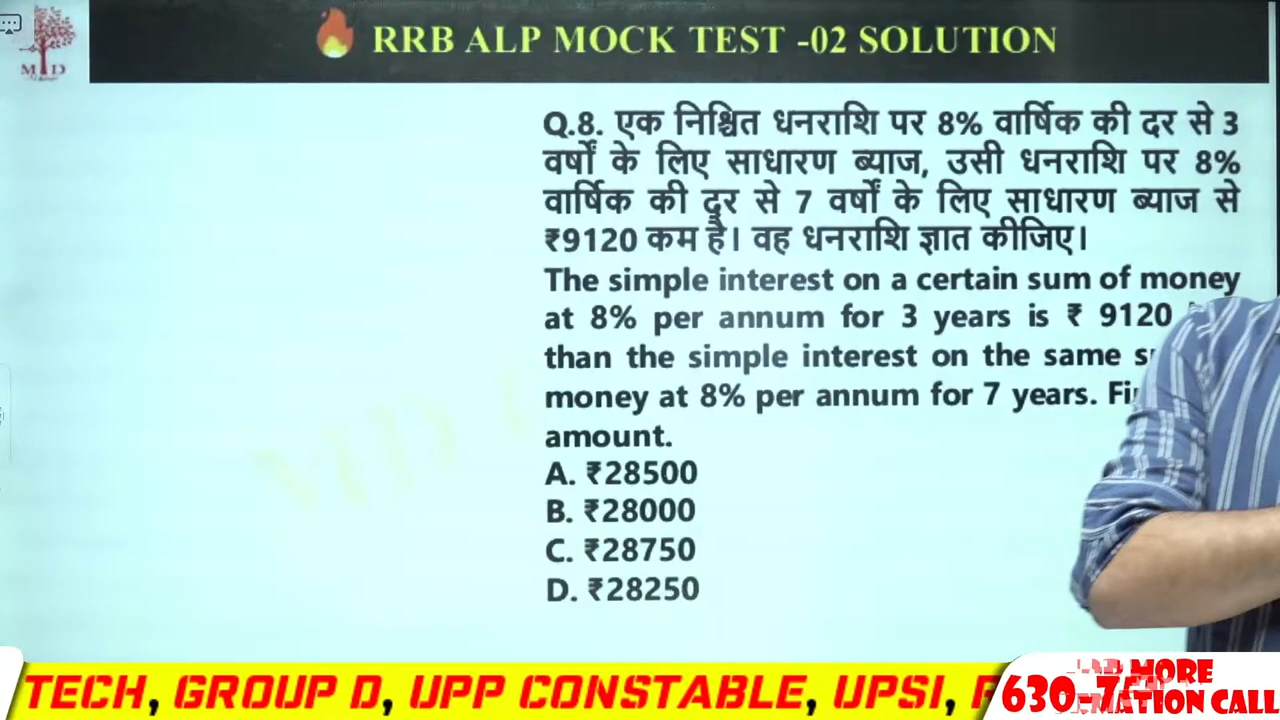 RRB ALP MOCK TEST -02 SOLUTION
Q.8. एक निश्चित धनराशि पर 8% वार्षिक की दर से 3
वर्षों के लिए साधारण ब्याज, उसी धनराशि पर 8%
वार्षिक की दर से 7 वर्षों के लिए साधारण ब्याज से
₹9120 कम है। वह धनराशि ज्ञात कीजिए।
The simple interest on a certain sum of money
at 8% per annum for 3 years is ₹ 9120
than the simple interest on the same
money at 8% per annum for 7 years.
amount.
A. ₹28500
B. ₹28000
C. ₹28750
D. ₹28250
TECH, GROUP D, UPP CONSTABLE, UPSI,
MORE
CALL